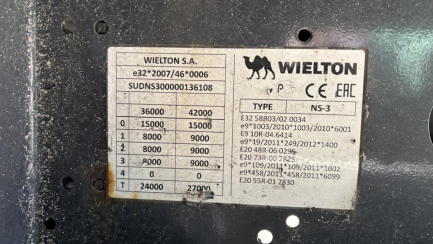 WIELTON S.A.
e32*2007/46*0006
SUDNS300000136108
36000 42000
0 15000 15000
1 8000 9000
2 8000 9000
3 8000 9000
4 0 0
T 24000 27000
WIELTON
P CE EAC
TYPE NS-3
E32 58B03/02 0034
e9*1003/2010*1003/2010*6001
E9 10R-04.6414
e9*19/2011*249/2012*1400
E20 48R-06 0296
E20 73R-00 7825
e9*109/2011*109/2011*1002
e9*458/2011*458/2011*6099
E20 55R-01 7830